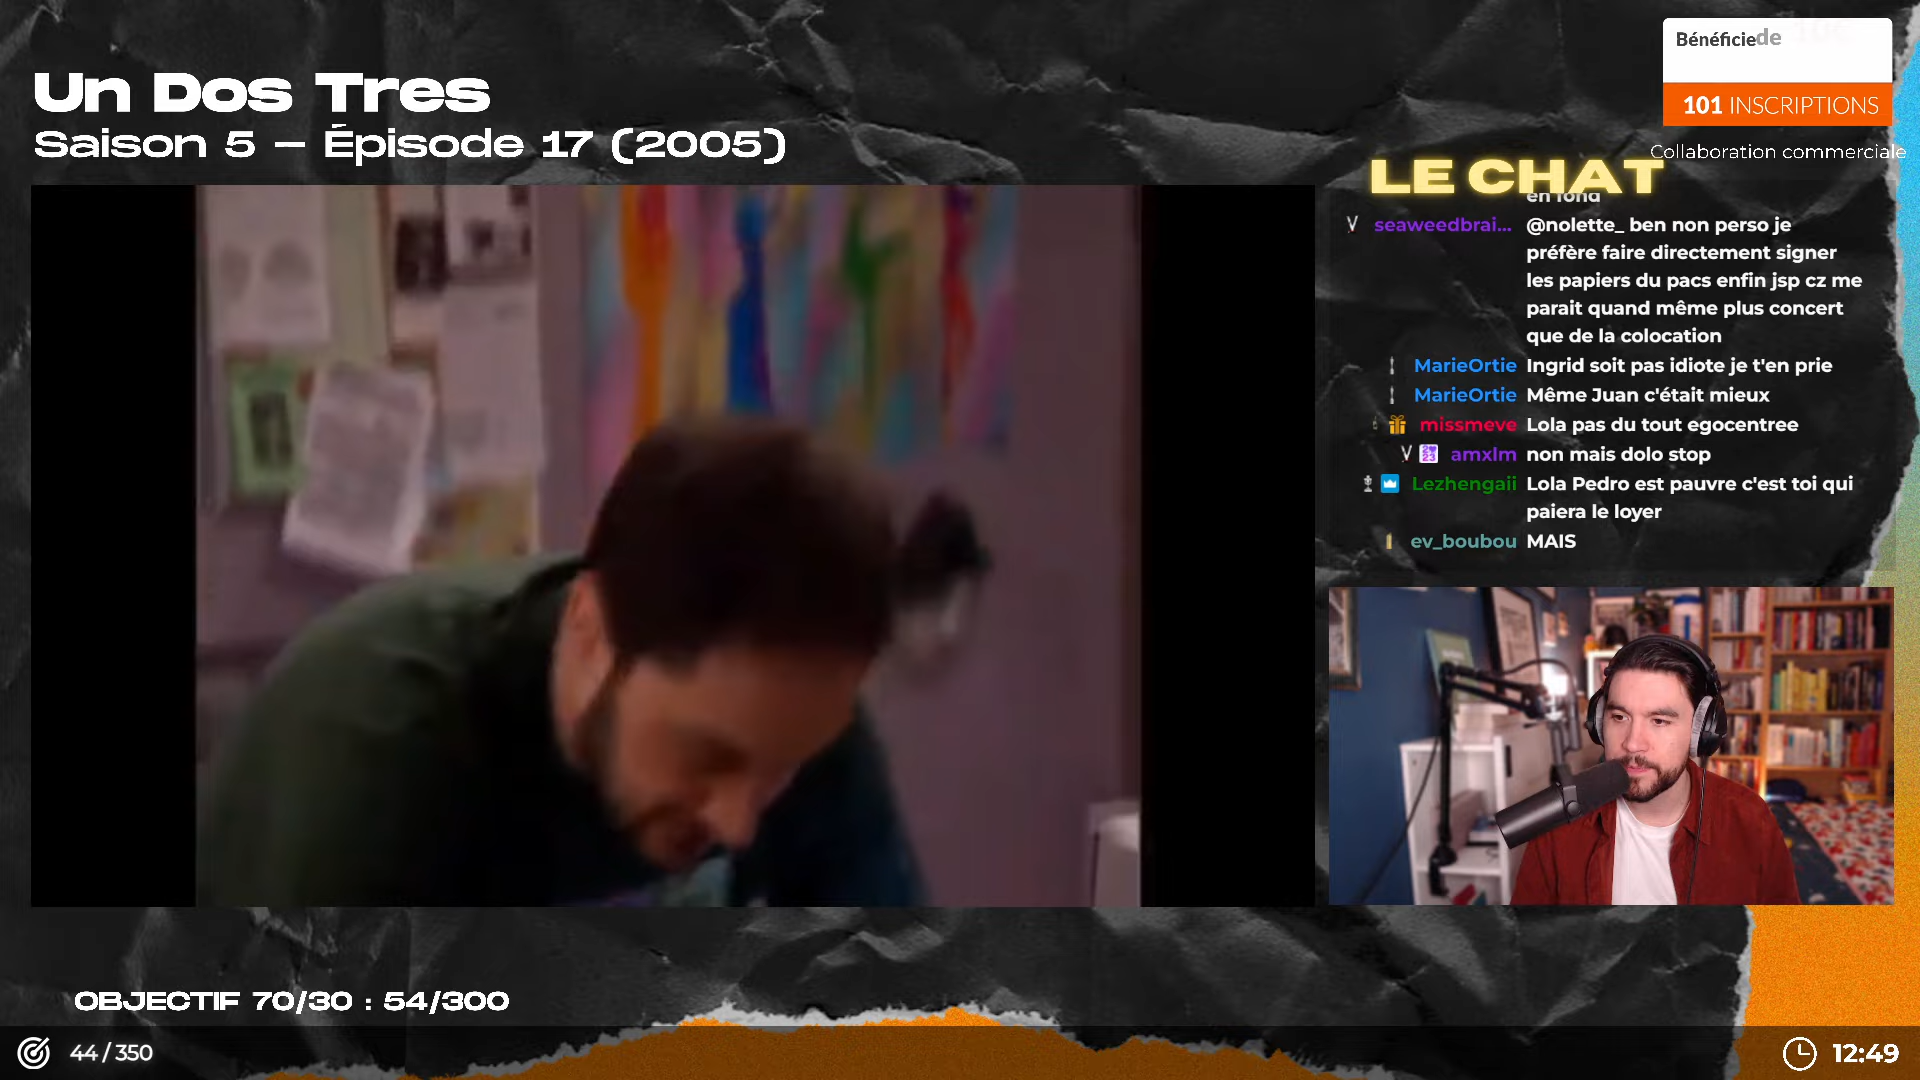 Un Dos Tres
Saison 5 – Épisode 17 (2005)
Bénéficie de
101 INSCRIPTIONS
Collaboration commerciale
LE CHAT
en fond
seaweedbrai... @nolette_ ben non perso je
préfère faire directement signer
les papiers du pacs enfin jsp cz me
parait quand même plus concert
que de la colocation
MarieOrtie Ingrid soit pas idiote je t'en prie
MarieOrtie Même Juan c'était mieux
missmeve Lola pas du tout egocentree
amxlm non mais dolo stop
Lezhengaii Lola Pedro est pauvre c'est toi qui
paiera le loyer
ev_boubou MAIS
OBJECTIF 70/30 : 54/300
44 / 350
12:49